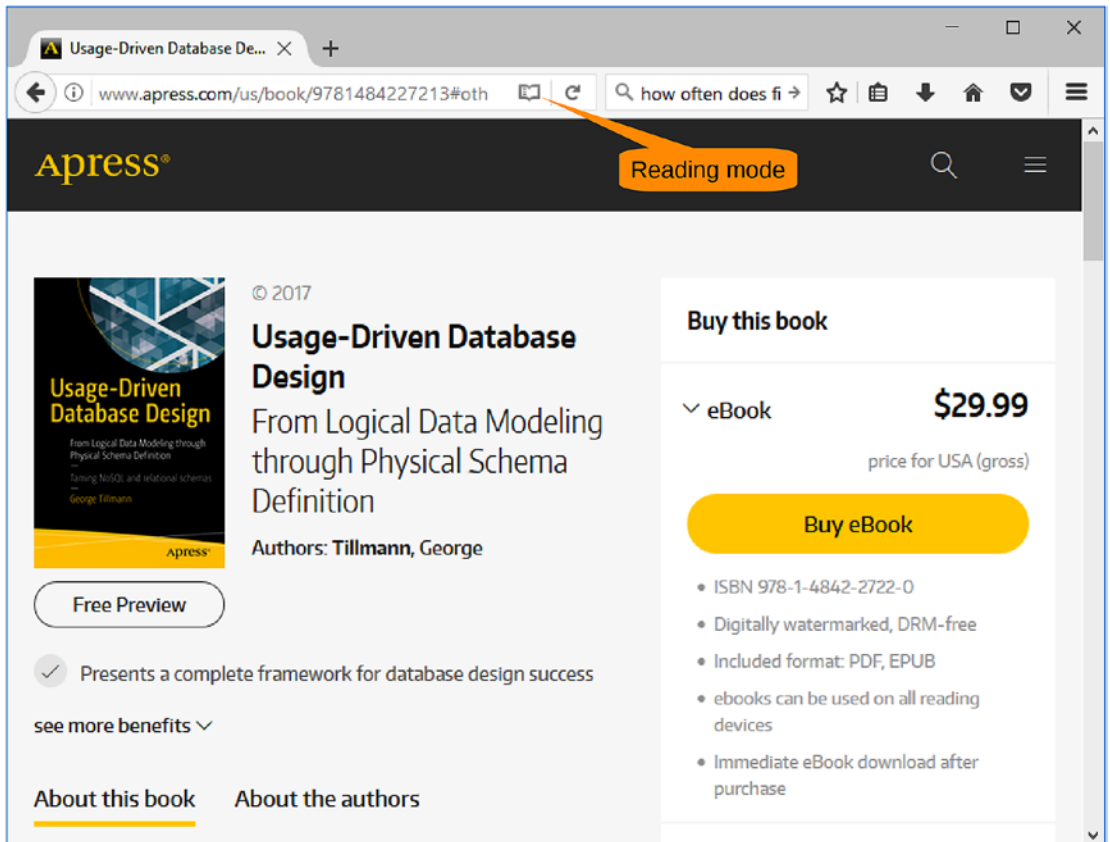 Usage-Driven Database De...
www.apress.com/us/book/9781484227213#oth
how often does fi
Apress®
Reading mode
Usage-Driven
Database Design
From Logical Data Modeling through
Physical Schema Definition
Taming NoSQL and relational schemas
George Tillmann
Apress®
Free Preview
© 2017
Usage-Driven Database
Design
From Logical Data Modeling
through Physical Schema
Definition
Authors: Tillmann, George
Presents a complete framework for database design success
see more benefits
About this book
About the authors
Buy this book
eBook
$29.99
price for USA (gross)
Buy eBook
• ISBN 978-1-4842-2722-0
• Digitally watermarked, DRM-free
• Included format: PDF, EPUB
• ebooks can be used on all reading
devices
• Immediate eBook download after
purchase